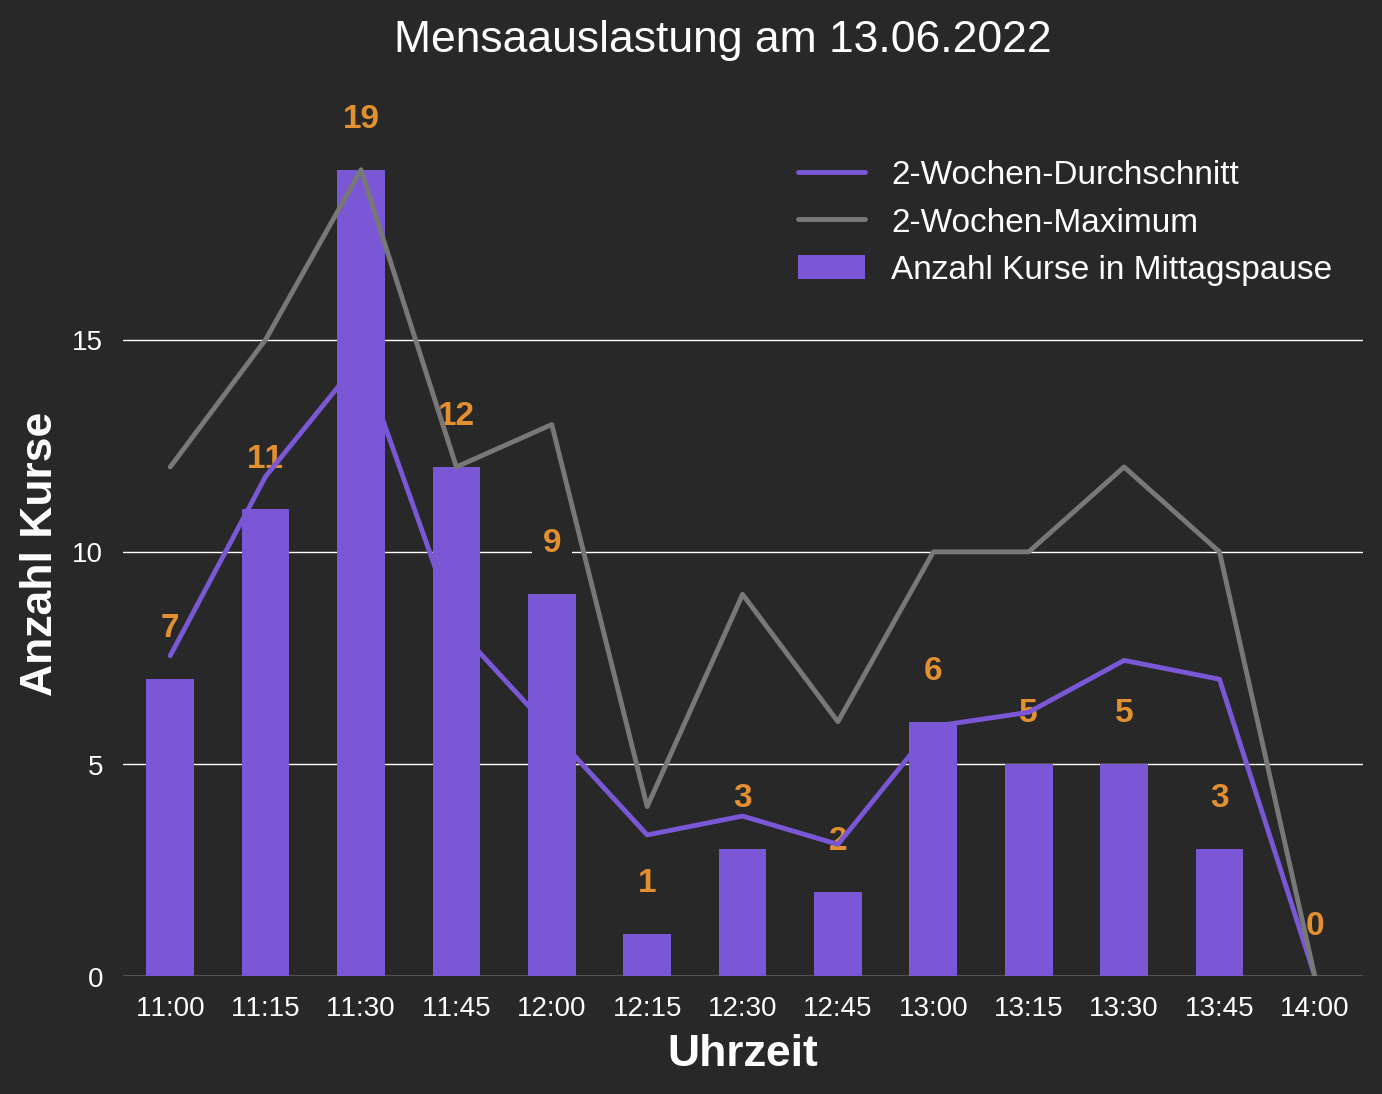 Mensaauslastung am 13.06.2022
19
2-Wochen-Durchschnitt
2-Wochen-Maximum
Anzahl Kurse in Mittagspause
15
12
11
10
9
7
6
5
5
5
3
3
2
1
0
0
Anzahl Kurse
11:00 11:15 11:30 11:45 12:00 12:15 12:30 12:45 13:00 13:15 13:30 13:45 14:00
Uhrzeit